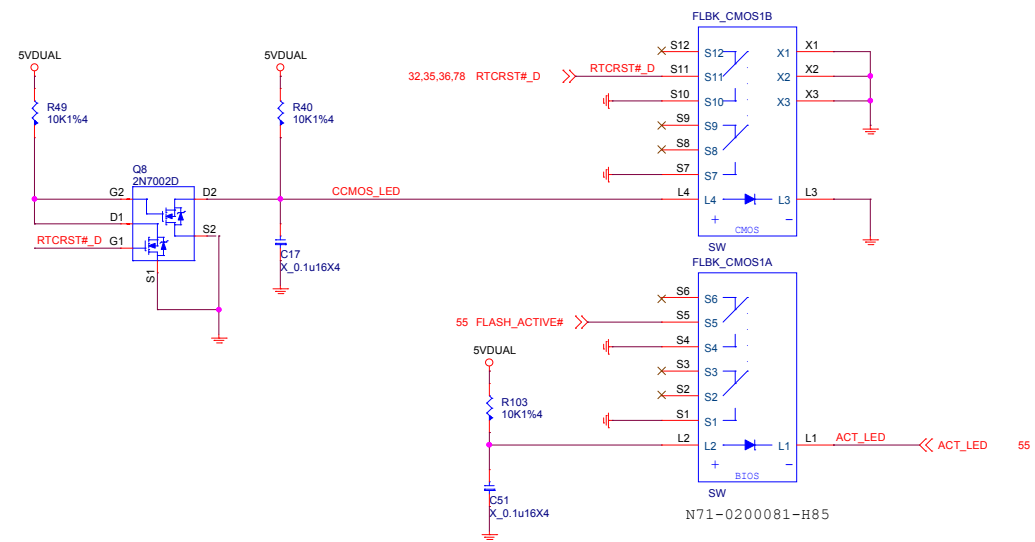 FLBK_CMOS1B
5VDUAL
5VDUAL
R49
10K1%4
R40
10K1%4
32,35,36,78 RTCRST#_D
RTCRST#_D
S12 S12
S11 S11
S10 S10
S9 S9
S8 S8
S7 S7
L4 L4
X1 X1
X2 X2
X3 X3
L3 L3
+ −
CMOS
SW
Q8
2N7002D
G2
D2
D1
S2
RTCRST#_D G1
S1
CCMOS_LED
C17
X_0.1u16X4
FLBK_CMOS1A
S6 S6
55 FLASH_ACTIVE#
S5 S5
S4 S4
S3 S3
S2 S2
S1 S1
L2 L2
L1 L1
ACT_LED
ACT_LED 55
+ −
BIOS
SW
N71-0200081-H85
5VDUAL
R103
10K1%4
C51
X_0.1u16X4